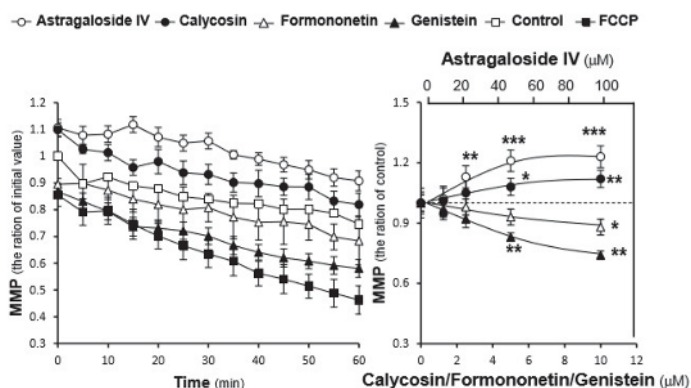 Astragaloside IV Calycosin Formononetin Genistein Control FCCP
Astragaloside IV (μM)
0 20 40 60 80 100 120
MMP (the ration of initial value)
1.2
1.1
1
0.9
0.8
0.7
0.6
0.5
0.4
0.3
0 10 20 30 40 50 60
Time (min)
MMP (the ration of control)
1.5
1.2
0.9
0.6
0.3
** *** ***
* **
*
** **
0 2 4 6 8 10 12
Calycosin/Formononetin/Genistein (μM)